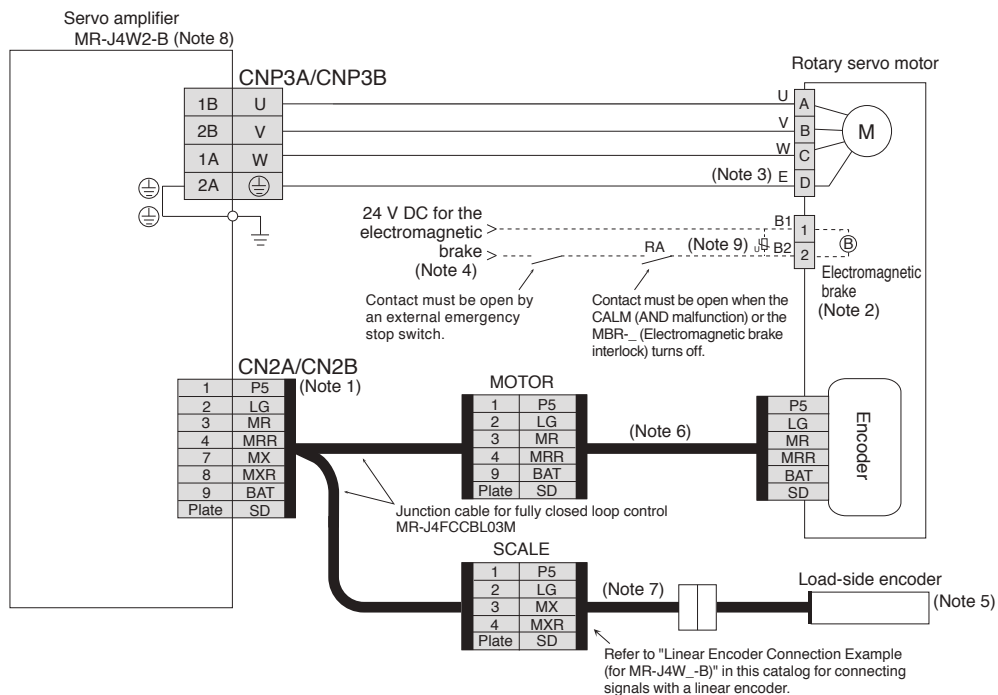 Servo amplifier
MR-J4W2-B (Note 8)
CNP3A/CNP3B
1B U
2B V
1A W
2A
Rotary servo motor
U A
V B
W C
(Note 3) E D
M
24 V DC for the
electromagnetic
brake
(Note 4)
RA
(Note 9)
U
B1 1
B2 2
B
Electromagnetic
brake
(Note 2)
Contact must be open by
an external emergency
stop switch.
Contact must be open when the
CALM (AND malfunction) or the
MBR-_ (Electromagnetic brake
interlock) turns off.
CN2A/CN2B
(Note 1)
1 P5
2 LG
3 MR
4 MRR
7 MX
8 MXR
9 BAT
Plate SD
MOTOR
1 P5
2 LG
3 MR
4 MRR
9 BAT
Plate SD
(Note 6)
P5
LG
MR
MRR
BAT
SD
Encoder
Junction cable for fully closed loop control
MR-J4FCCBL03M
SCALE
1 P5
2 LG
3 MX
4 MXR
Plate SD
(Note 7)
Load-side encoder
(Note 5)
Refer to "Linear Encoder Connection Example
(for MR-J4W_-B)" in this catalog for connecting
signals with a linear encoder.